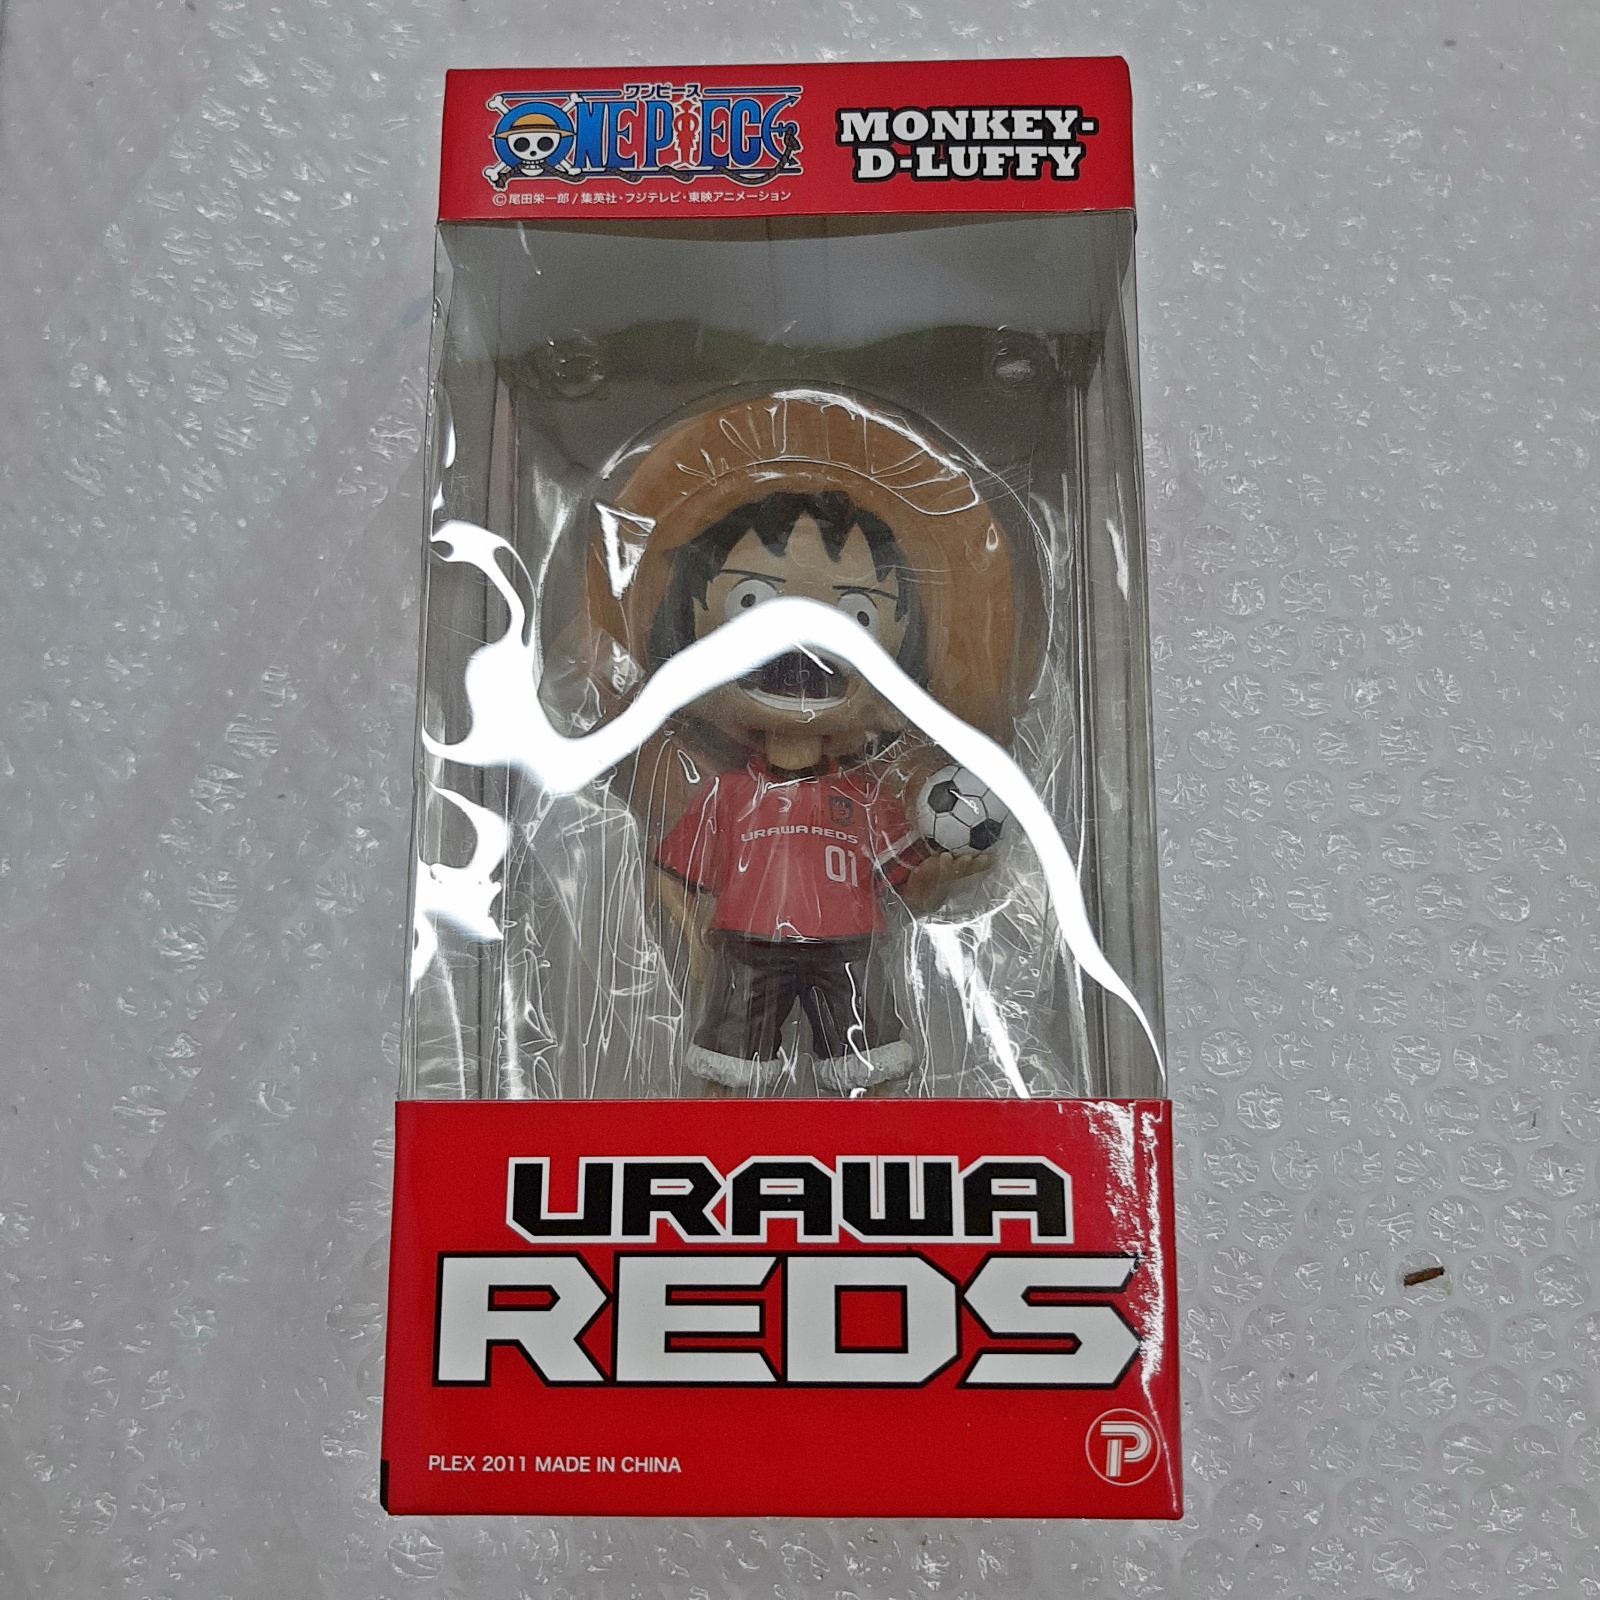 ワンピース
ONE PIECE
MONKEY-
D-LUFFY
©尾田栄一郎/集英社・フジテレビ・東映アニメーション
URAWA REDS
01
URAWA
REDS
PLEX 2011 MADE IN CHINA
P